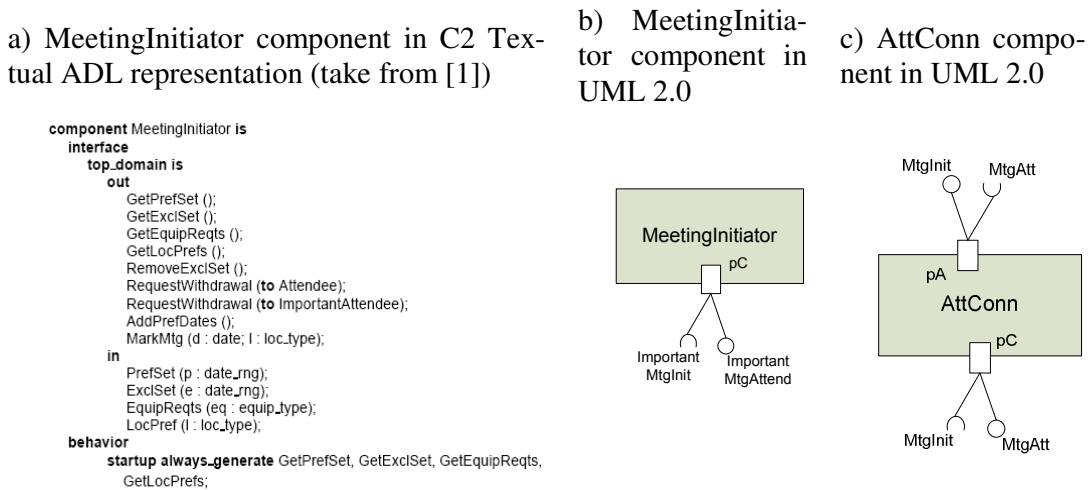 a) MeetingInitiator component in C2 Tex-
tual ADL representation (take from [1])
component MeetingInitiator is
interface
top_domain is
out
GetPrefSet ();
GetExclSet ();
GetEquipReqts ();
GetLocPrefs ();
RemoveExclSet ();
RequestWithdrawal (to Attendee);
RequestWithdrawal (to ImportantAttendee);
AddPrefDates ();
MarkMtg (d : date; l : loc_type);
in
PrefSet (p : date_rng);
ExclSet (e : date_rng);
EquipReqts (eq : equip_type);
LocPref (l : loc_type);
behavior
startup always_generate GetPrefSet, GetExclSet, GetEquipReqts,
GetLocPrefs;
b) MeetingInitia-
tor component in
UML 2.0
MeetingInitiator
pC
Important
MtgInit
Important
MtgAttend
c) AttConn compo-
nent in UML 2.0
MtgInit
MtgAtt
pA
AttConn
pC
MtgInit
MtgAtt